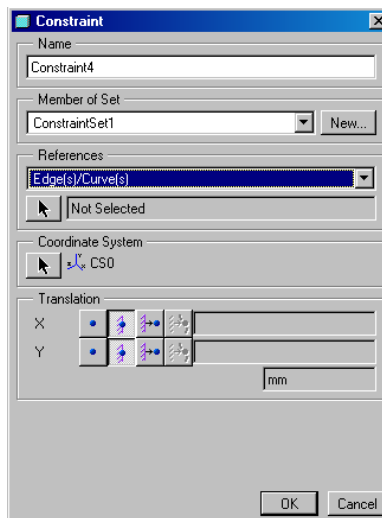 Constraint
Name
Constraint4
Member of Set
ConstraintSet1
New...
References
Edge(s)/Curve(s)
Not Selected
Coordinate System
CS0
Translation
X
Y
mm
OK
Cancel